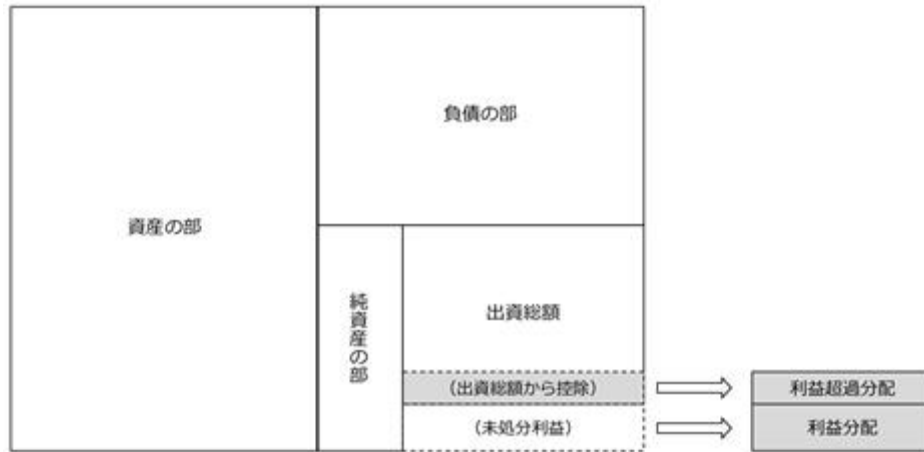 負債の部
資産の部
純資産の部
出資総額
（出資総額から控除）
利益超過分配
（未処分利益）
利益分配